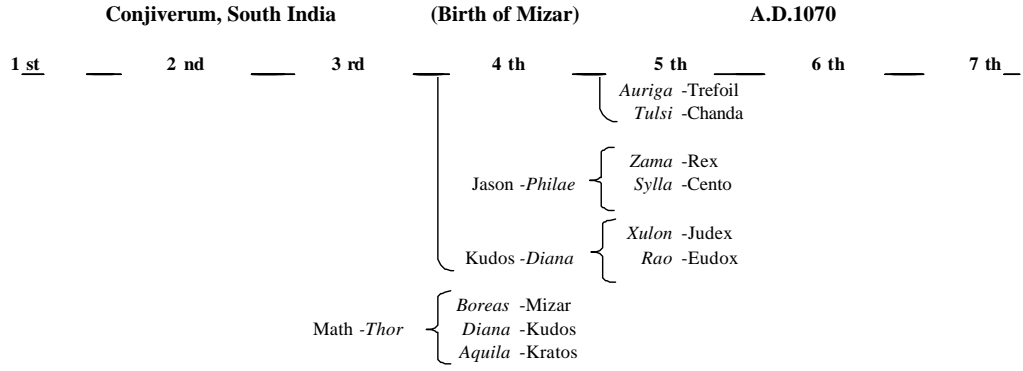 Conjiverum, South India (Birth of Mizar) A.D.1070
1 st 2 nd 3 rd 4 th 5 th 6 th 7 th
Auriga -Trefoil
Tulsi -Chanda
Zama -Rex
Jason -Philae
Sylla -Cento
Xulon -Judex
Kudos -Diana
Rao -Eudox
Boreas -Mizar
Math -Thor
Diana -Kudos
Aquila -Kratos